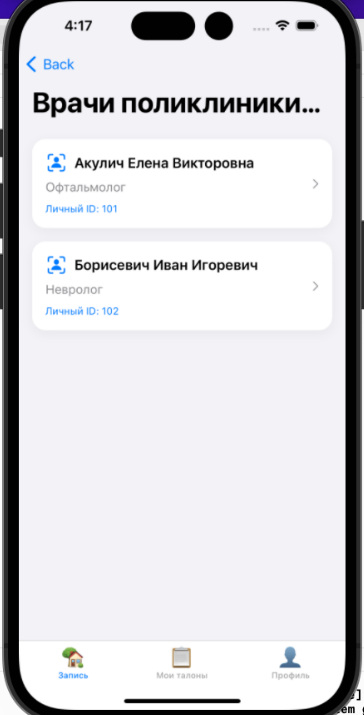 4:17
Back
Врачи поликлиники...
Акулич Елена Викторовна
Офтальмолог
Личный ID: 101
Борисевич Иван Игоревич
Невролог
Личный ID: 102
Запись
Мои талоны
Профиль